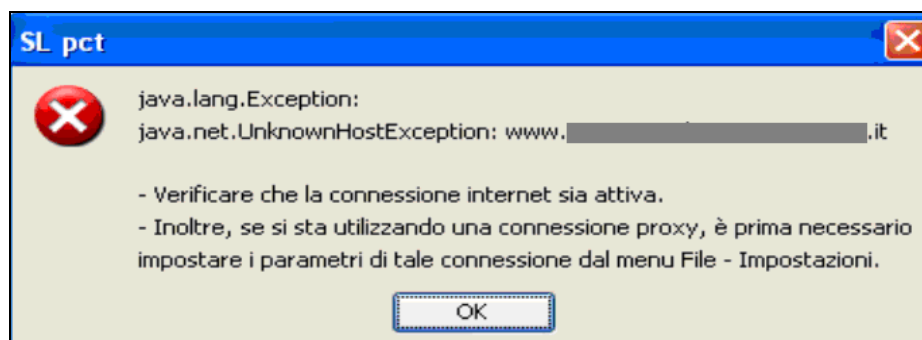 SL pct
java.lang.Exception:
java.net.UnknownHostException: www. .it
- Verificare che la connessione internet sia attiva.
- Inoltre, se si sta utilizzando una connessione proxy, è prima necessario
impostare i parametri di tale connessione dal menu File - Impostazioni.
OK